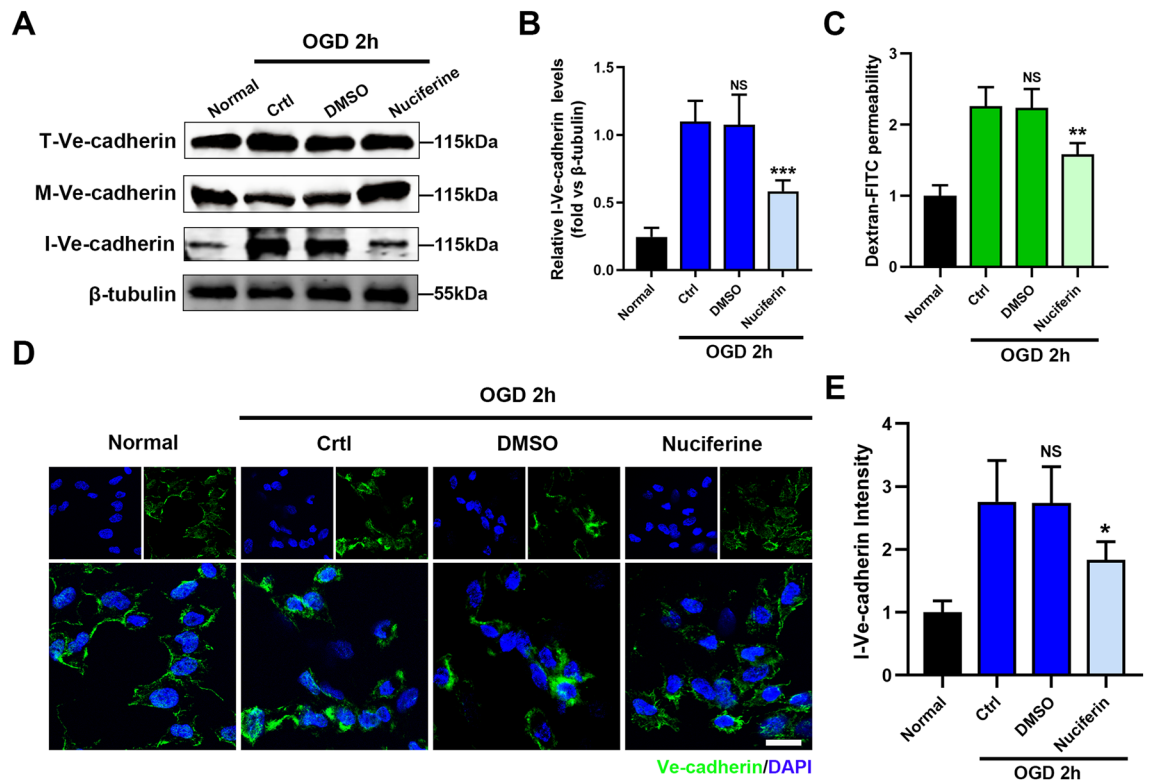 A
OGD 2h
Normal
Crtl
DMSO
Nuciferine
T-Ve-cadherin
115kDa
M-Ve-cadherin
115kDa
I-Ve-cadherin
115kDa
β-tubulin
55kDa
B
Relative I-Ve-cadherin levels
(fold vs β-tubulin)
1.5
1.0
0.5
0.0
NS
***
Normal
Ctrl
DMSO
Nuciferin
OGD 2h
C
Dextran-FITC permeability
3
2
1
0
NS
**
Normal
Ctrl
DMSO
Nuciferin
OGD 2h
D
OGD 2h
Normal
Crtl
DMSO
Nuciferine
Ve-cadherin/DAPI
E
I-Ve-cadherin Intensity
4
3
2
1
0
NS
*
Normal
Ctrl
DMSO
Nuciferin
OGD 2h